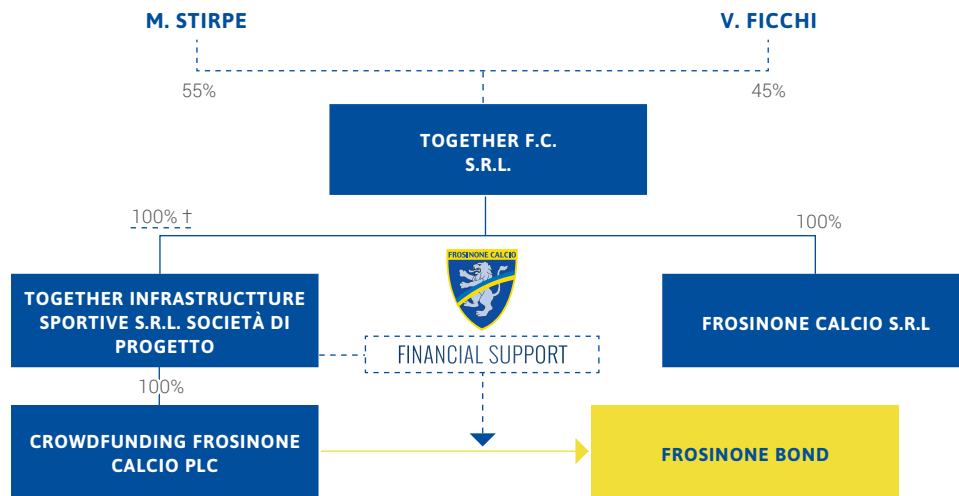 M. STIRPE
V. FICCHI
55%
45%
TOGETHER F.C.
S.R.L.
100% †
100%
FROSINONE CALCIO
TOGETHER INFRASTRUCTTURE
SPORTIVE S.R.L. SOCIETÀ DI
PROGETTO
FROSINONE CALCIO S.R.L
FINANCIAL SUPPORT
100%
CROWDFUNDING FROSINONE
CALCIO PLC
FROSINONE BOND